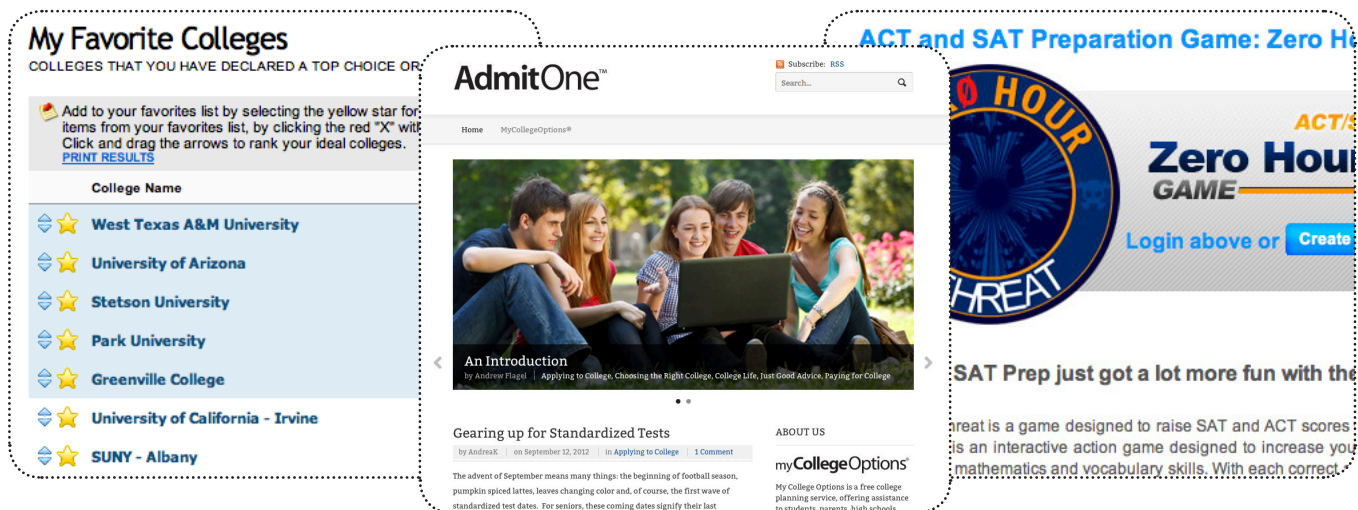 My Favorite Colleges
COLLEGES THAT YOU HAVE DECLARED A TOP CHOICE OR
Add to your favorites list by selecting the yellow star for
items from your favorites list, by clicking the red "X"
Click and drag the arrows to rank your ideal colleges.
PRINT RESULTS
College Name
West Texas A&M University
University of Arizona
Stetson University
Park University
Greenville College
University of California - Irvine
SUNY - Albany
AdmitOne™
Subscribe: RSS
Search...
Home MyCollegeOptions®
An Introduction
by Andrew Flagel | Applying to College, Choosing the Right College, College Life, Just Good Advice, Paying for College
Gearing up for Standardized Tests
by AndreaK | on September 12, 2012 | in Applying to College | 1 Comment
The advent of September means many things: the beginning of football season,
pumpkin spiced lattes, leaves changing color and, of course, the first wave of
standardized test dates. For seniors, these coming dates signify their last
ABOUT US
myCollegeOptions®
My College Options is a free college
planning service, offering assistance
to students, parents, high schools
ACT and SAT Preparation Game: Zero
HOUR
THREAT
ACT/
Zero Hour
GAME
Login above or Create
SAT Prep just got a lot more fun with the
is a game designed to raise SAT and ACT scores
is an interactive action game designed to increase you
mathematics and vocabulary skills. With each correct